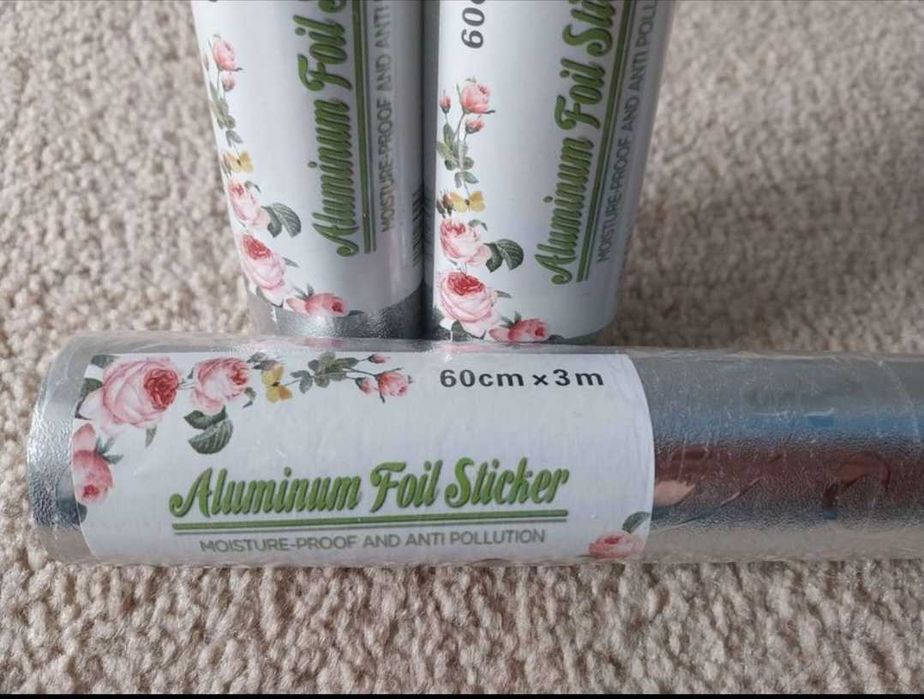 Aluminum Foil
MOISTURE-PROOF AND ANTI
60c
Aluminum Foil Sti
MOISTURE-PROOF AND ANTI POLL
60cm x 3m
Aluminum Foil Sticker
MOISTURE-PROOF AND ANTI POLLUTION